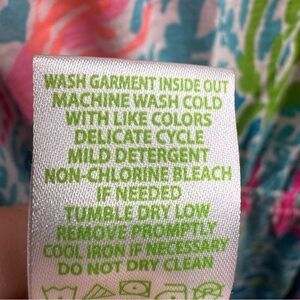 WASH GARMENT INSIDE OUT
MACHINE WASH COLD
WITH LIKE COLORS
DELICATE CYCLE
MILD DETERGENT
NON-CHLORINE BLEACH
IF NEEDED
TUMBLE DRY LOW
REMOVE PROMPTLY
COOL IRON IF NECESSARY
DO NOT DRY CLEAN